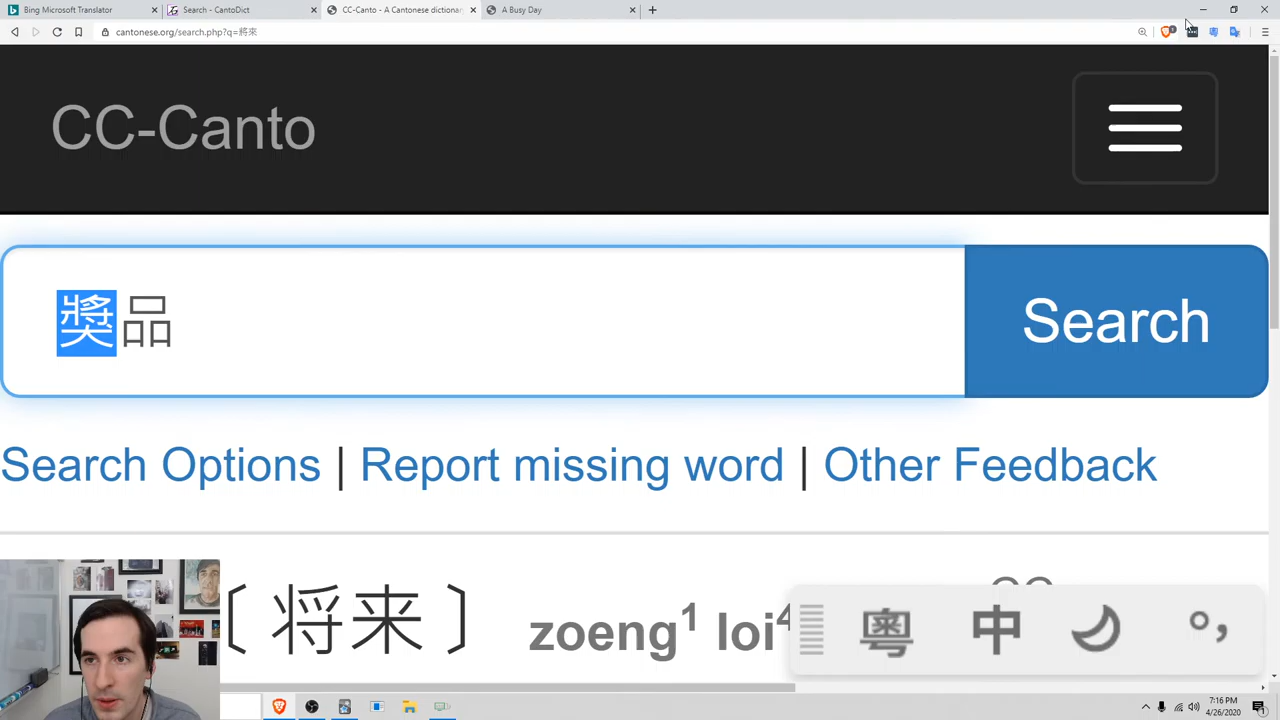 Bing Microsoft Translator
Search - CantoDict
CC-Canto - A Cantonese dictionary
A Busy Day
cantonese.org/search.php?q=將來
CC-Canto
獎品
Search
Search Options | Report missing word | Other Feedback
〔 将来 〕 zoeng1 loi4
粵 中 °,
7:16 PM
4/26/2020